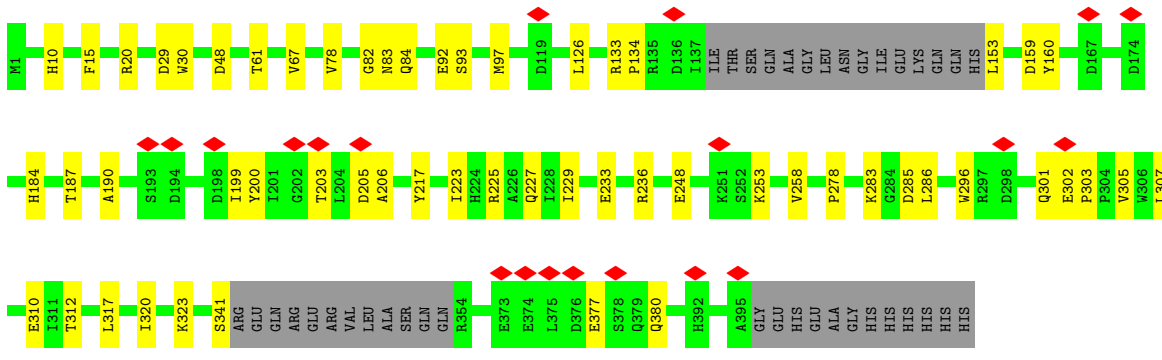 M1 H10 F15 R20 D29 W30 D48 T61 V67 V78 G82 N83 Q84 E92 S93 M97 D119 L126 R133 P134 R135 D136 I137 ILE THR SER GLN ALA GLY LEU ASN GLY ILE GLU LYS GLN GLN HIS L153 D159 Y160 D167 D174
H184 T187 A190 S193 D194 D198 I199 Y200 I201 G202 T203 L204 D205 A206 Y217 I223 H224 R225 A226 Q227 I228 I229 E233 R236 E248 K251 S252 K253 V258 P278 K283 G284 D285 L286 W296 R297 D298 Q301 E302 P303 P304 V305 W306 L307
E310 I311 T312 L317 I320 K323 S341 ARG GLU GLN ARG GLU ARG VAL LEU ALA SER GLN GLN R354 E373 E374 L375 D376 E377 S378 Q379 Q380 H392 A395 GLY GLU HIS GLU ALA GLY HIS HIS HIS HIS HIS HIS